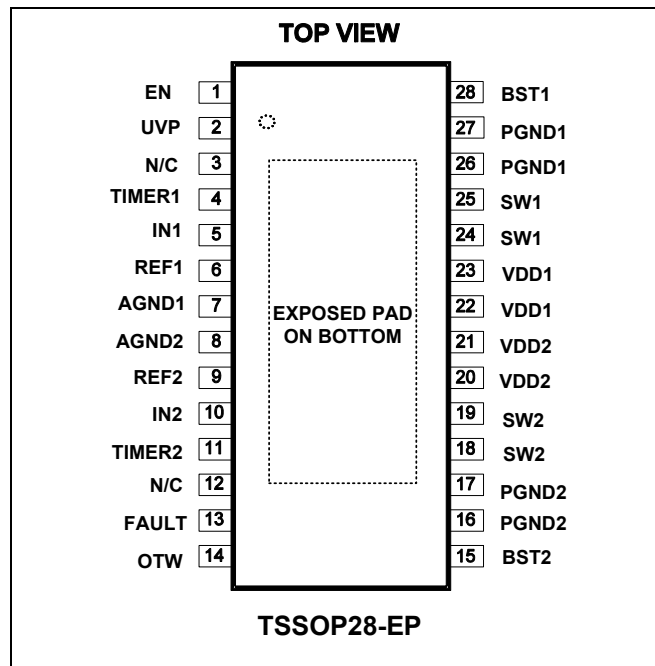 TOP VIEW
EN 1 28 BST1
UVP 2 27 PGND1
N/C 3 26 PGND1
TIMER1 4 25 SW1
IN1 5 24 SW1
REF1 6 23 VDD1
AGND1 7 22 VDD1
EXPOSED PAD
ON BOTTOM
AGND2 8 21 VDD2
REF2 9 20 VDD2
IN2 10 19 SW2
TIMER2 11 18 SW2
N/C 12 17 PGND2
FAULT 13 16 PGND2
OTW 14 15 BST2
TSSOP28-EP